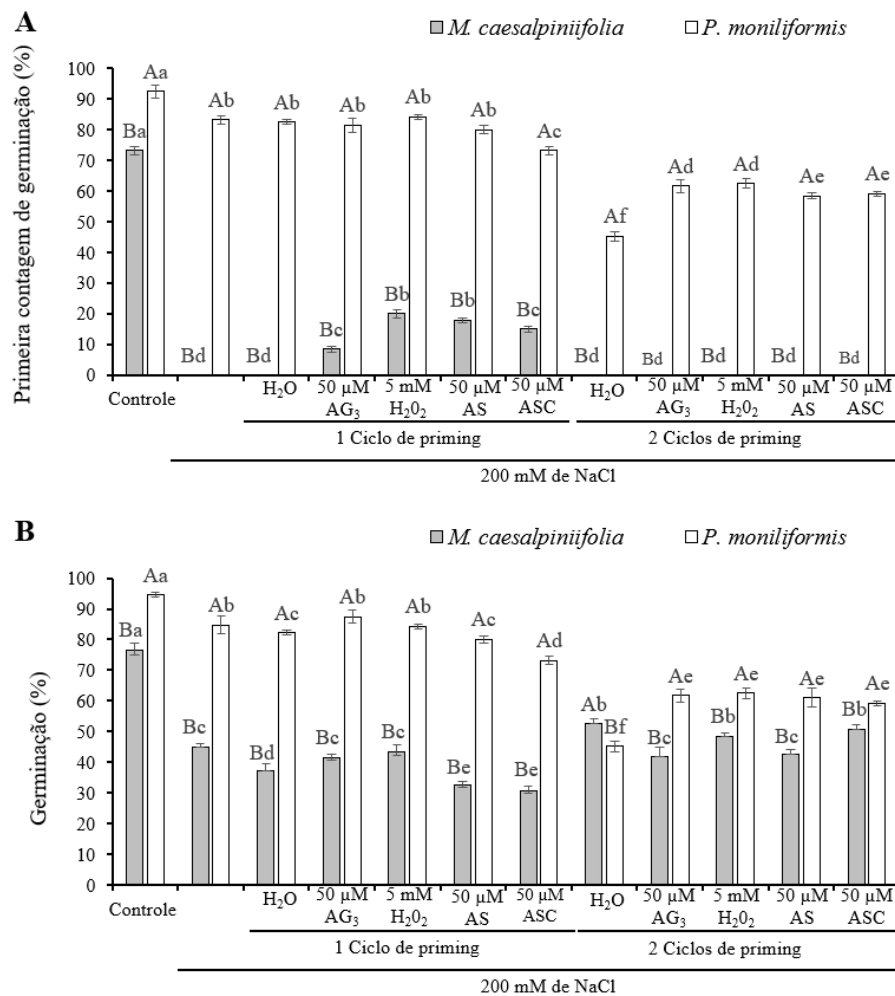 A
M. caesalpiniifolia P. moniliformis
Primeira contagem de germinação (%)
100
90
80
70
60
50
40
30
20
10
0
Ba Aa Bd Ab Bd Ab Bc Ab Bb Ab Bb Ab Bc Ac Bd Af Bd Ad Bd Ad Bd Ae Bd Ae
Controle H₂O 50 µM AG₃ 5 mM H₂0₂ 50 µM AS 50 µM ASC H₂O 50 µM AG₃ 5 mM H₂0₂ 50 µM AS 50 µM ASC
1 Ciclo de priming 2 Ciclos de priming
200 mM de NaCl
B
M. caesalpiniifolia P. moniliformis
Germinação (%)
100
90
80
70
60
50
40
30
20
10
0
Ba Aa Bc Ab Bd Ac Bc Ab Bc Ab Be Ac Be Ad Ab Bf Bc Ae Bb Ae Bc Ae Bb Ae
Controle H₂O 50 µM AG₃ 5 mM H₂0₂ 50 µM AS 50 µM ASC H₂O 50 µM AG₃ 5 mM H₂0₂ 50 µM AS 50 µM ASC
1 Ciclo de priming 2 Ciclos de priming
200 mM de NaCl